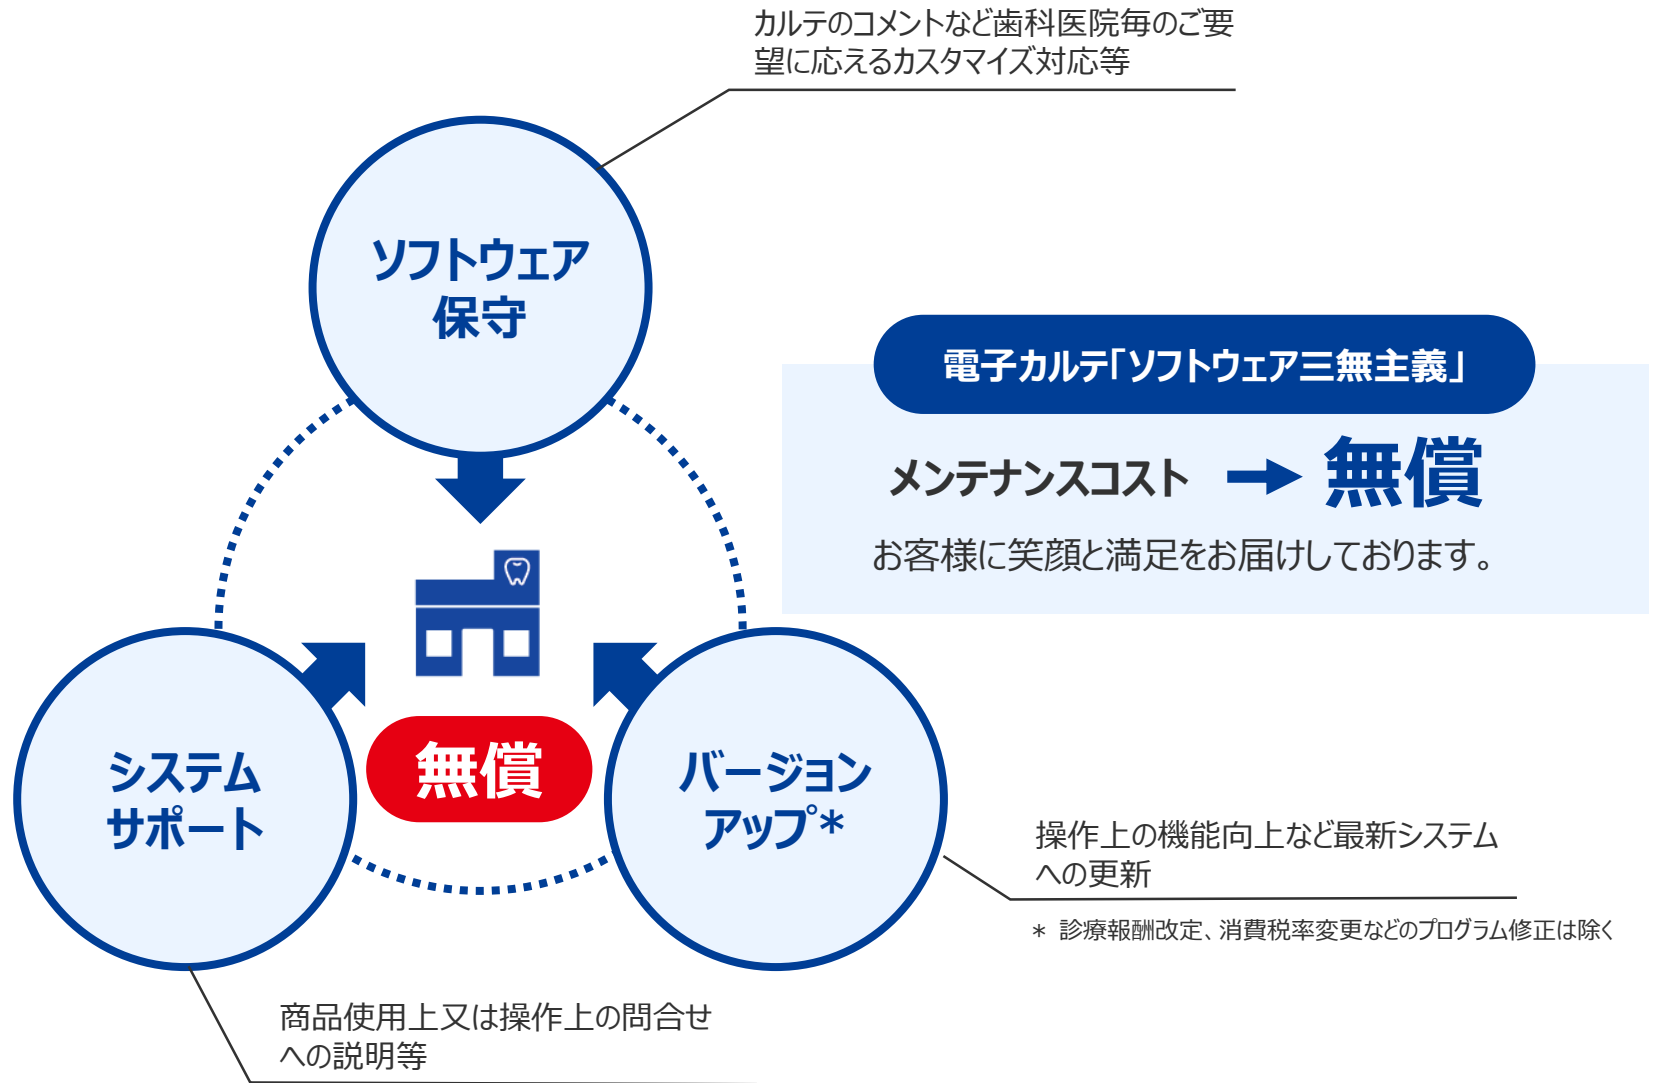 カルテのコメントなど歯科医院毎のご要
望に応えるカスタマイズ対応等
ソフトウェア
保守
電子カルテ「ソフトウェア三無主義」
メンテナンスコスト
無償
お客様に笑顔と満足をお届けしております。
システム
サポート
無償
バージョン
アップ*
操作上の機能向上など最新システム
への更新
* 診療報酬改定、消費税率変更などのプログラム修正は除く
商品使用上又は操作上の問合せ
への説明等